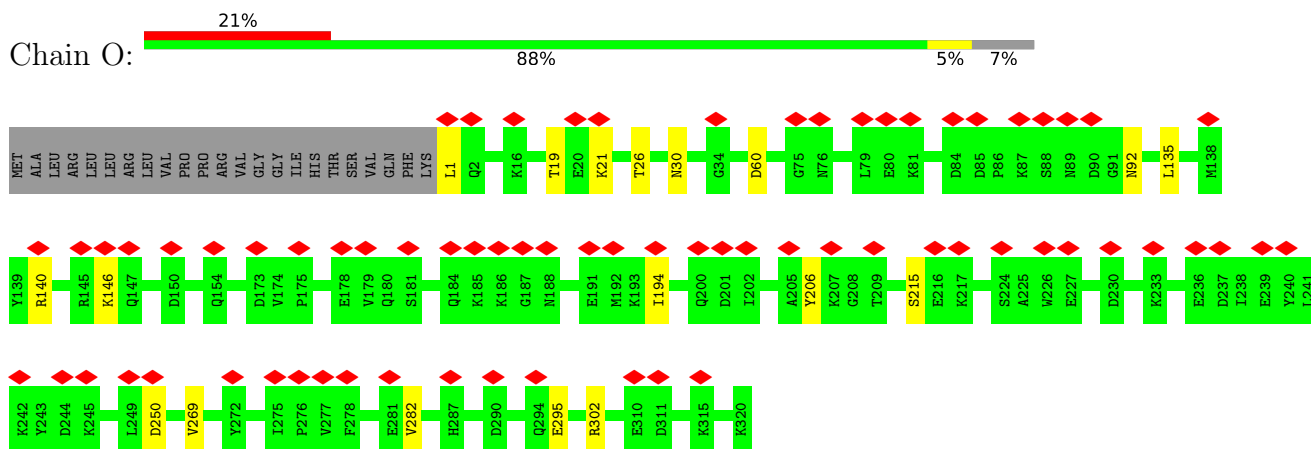 21%
Chain O:
88% 5% 7%
MET ALA LEU ARG LEU LEU ARG LEU VAL PRO PRO ARG VAL GLY GLY ILE HIS THR SER VAL GLN PHE LYS L1 Q2 K16 T19 E20 K21 T26 N30 G34 D60 G75 N76 L79 E80 K81 D84 D85 P86 K87 S88 N89 D90 G91 N92 L135 M138
Y139 R140 R145 K146 Q147 D150 Q154 D173 V174 P175 E178 V179 Q180 S181 Q184 K185 K186 G187 N188 E191 M192 K193 I194 Q200 D201 I202 A205 Y206 K207 G208 T209 S215 E216 K217 S224 A225 W226 E227 D230 K233 E236 D237 I238 E239 Y240 L241
K242 Y243 D244 K245 L249 D250 V269 Y272 I275 P276 V277 F278 E281 V282 H287 D290 Q294 E295 R302 E310 D311 K315 K320